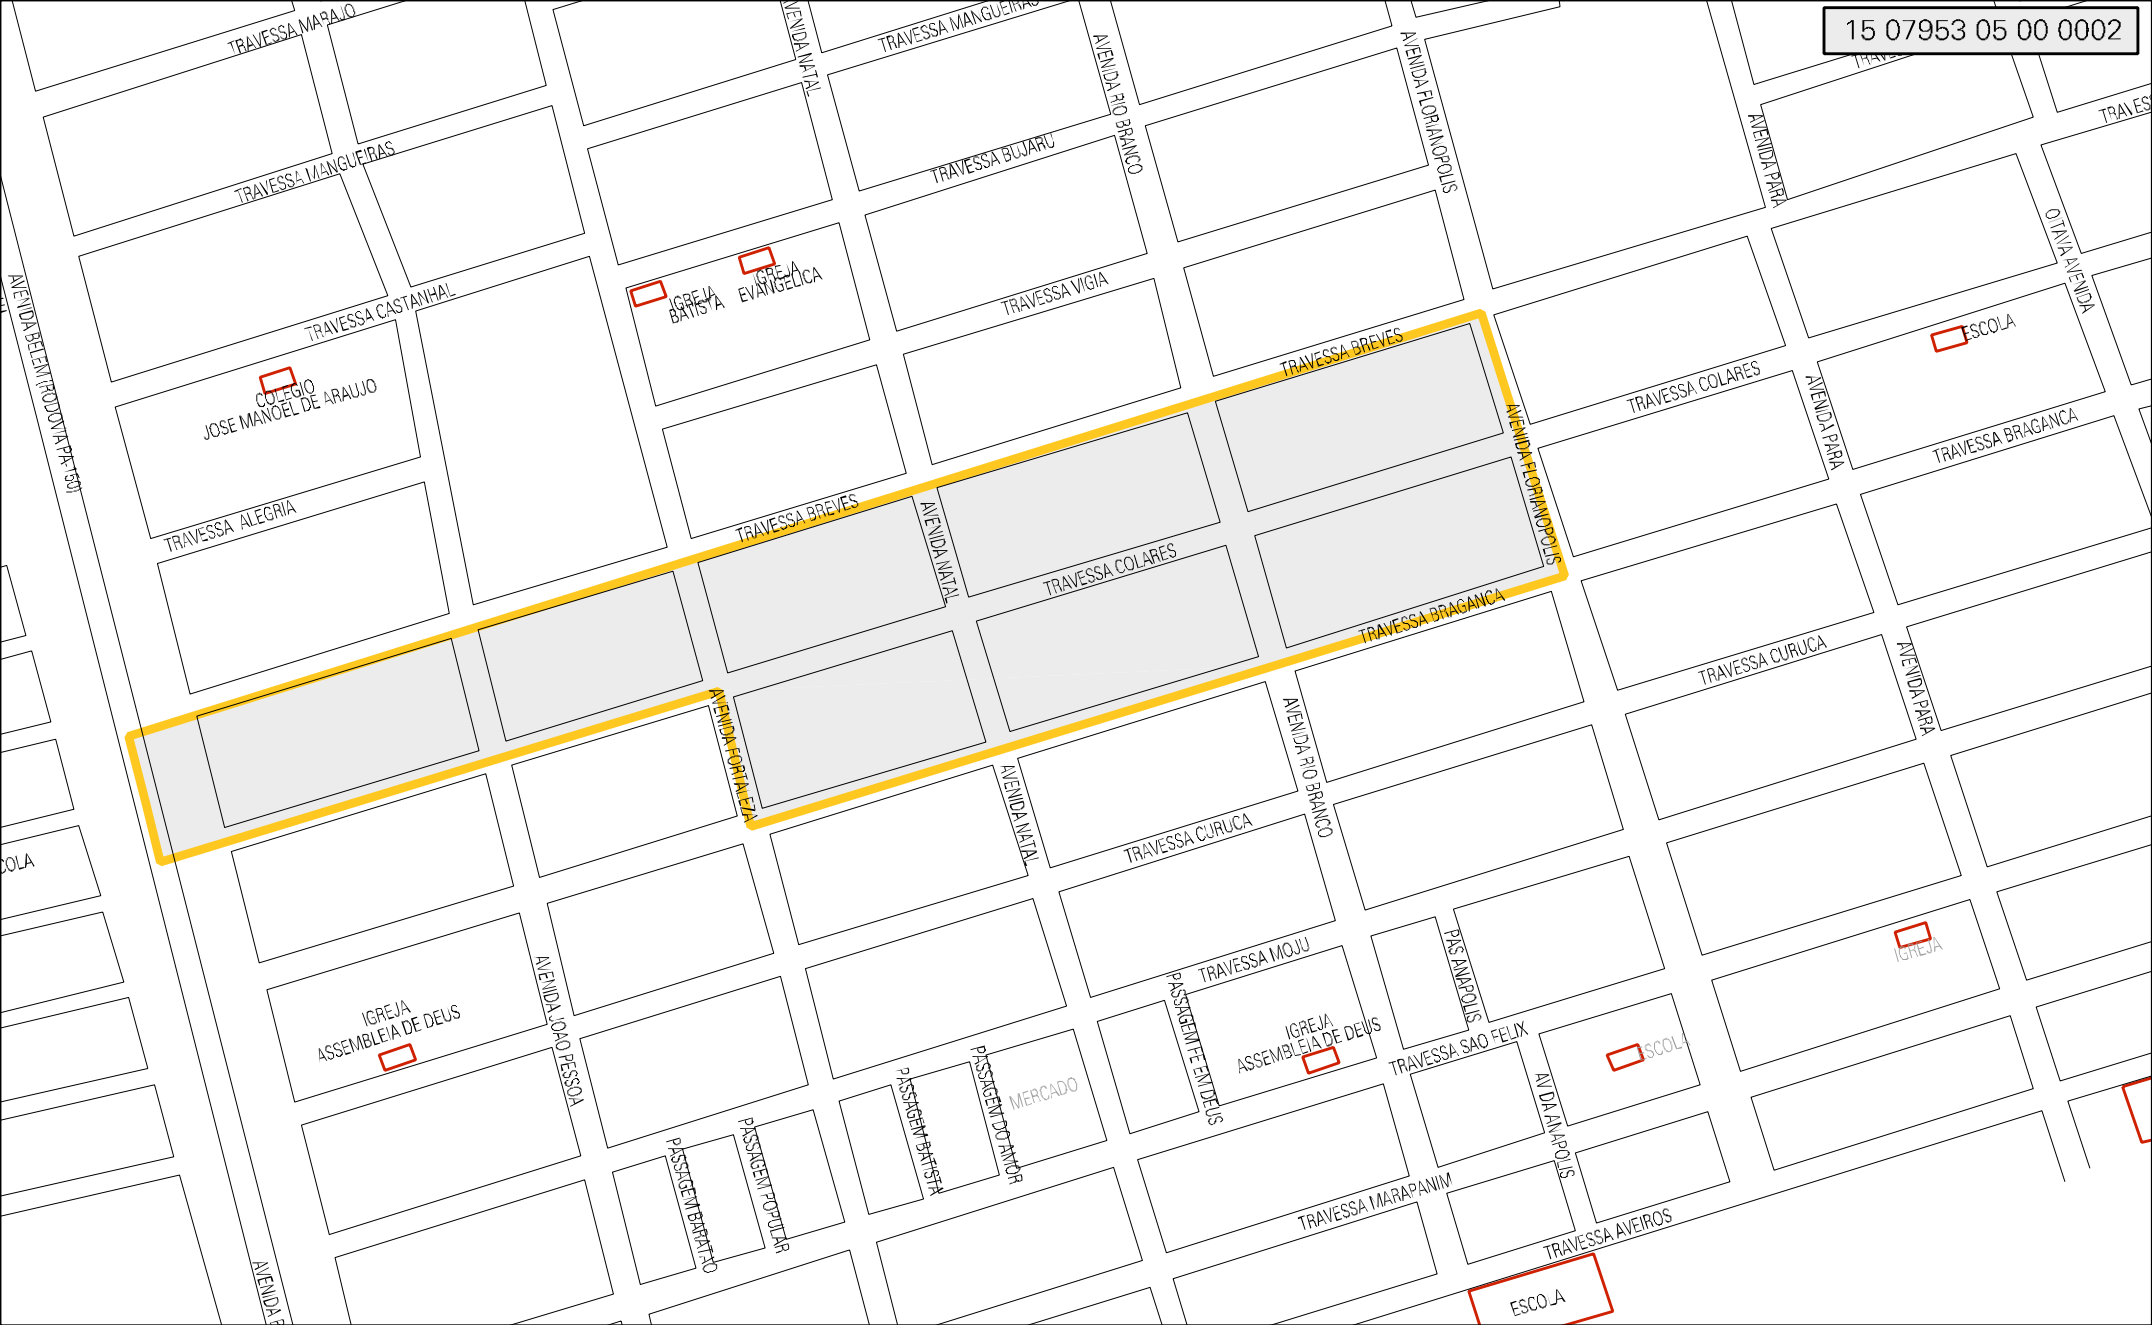 15 07953 05 00 0002
TRAVESSA MARAJO
AVENIDA NATAL
TRAVESSA MANGUEIRAS
AVENIDA RIO BRANCO
AVENIDA FLORIANOPOLIS
AVENIDA PARA
TRAVESSA MANGUEIRAS
TRAVESSA BUJARU
OITAVA AVENIDA
AVENIDA BELEM (RODOVIA PA-150)
TRAVESSA CASTANHAL
IGREJA
BATISTA
IGREJA
EVANGELICA
TRAVESSA VIGIA
ESCOLA
COLEGIO
JOSE MANOEL DE ARAUJO
TRAVESSA BREVES
TRAVESSA COLARES
AVENIDA PARA
TRAVESSA BRAGANCA
TRAVESSA ALEGRIA
TRAVESSA BREVES
AVENIDA NATAL
AVENIDA FLORIANOPOLIS
TRAVESSA COLARES
TRAVESSA BRAGANCA
TRAVESSA CURUCA
AVENIDA PARA
AVENIDA FORTALEZA
AVENIDA NATAL
AVENIDA RIO BRANCO
TRAVESSA CURUCA
COLA
AVENIDA JOAO PESSOA
TRAVESSA MOJU
PAS ANAPOLIS
IGREJA
IGREJA
ASSEMBLEIA DE DEUS
PASSAGEM FE EM DEUS
IGREJA
ASSEMBLEIA DE DEUS
TRAVESSA SAO FELIX
ESCOLA
PASSAGEM BATISTA
PASSAGEM DO AMOR
MERCADO
AV DA ANAPOLIS
PASSAGEM BARATAO
PASSAGEM POPULAR
TRAVESSA MARAPANIM
TRAVESSA AVEIROS
ESCOLA
AVENIDA